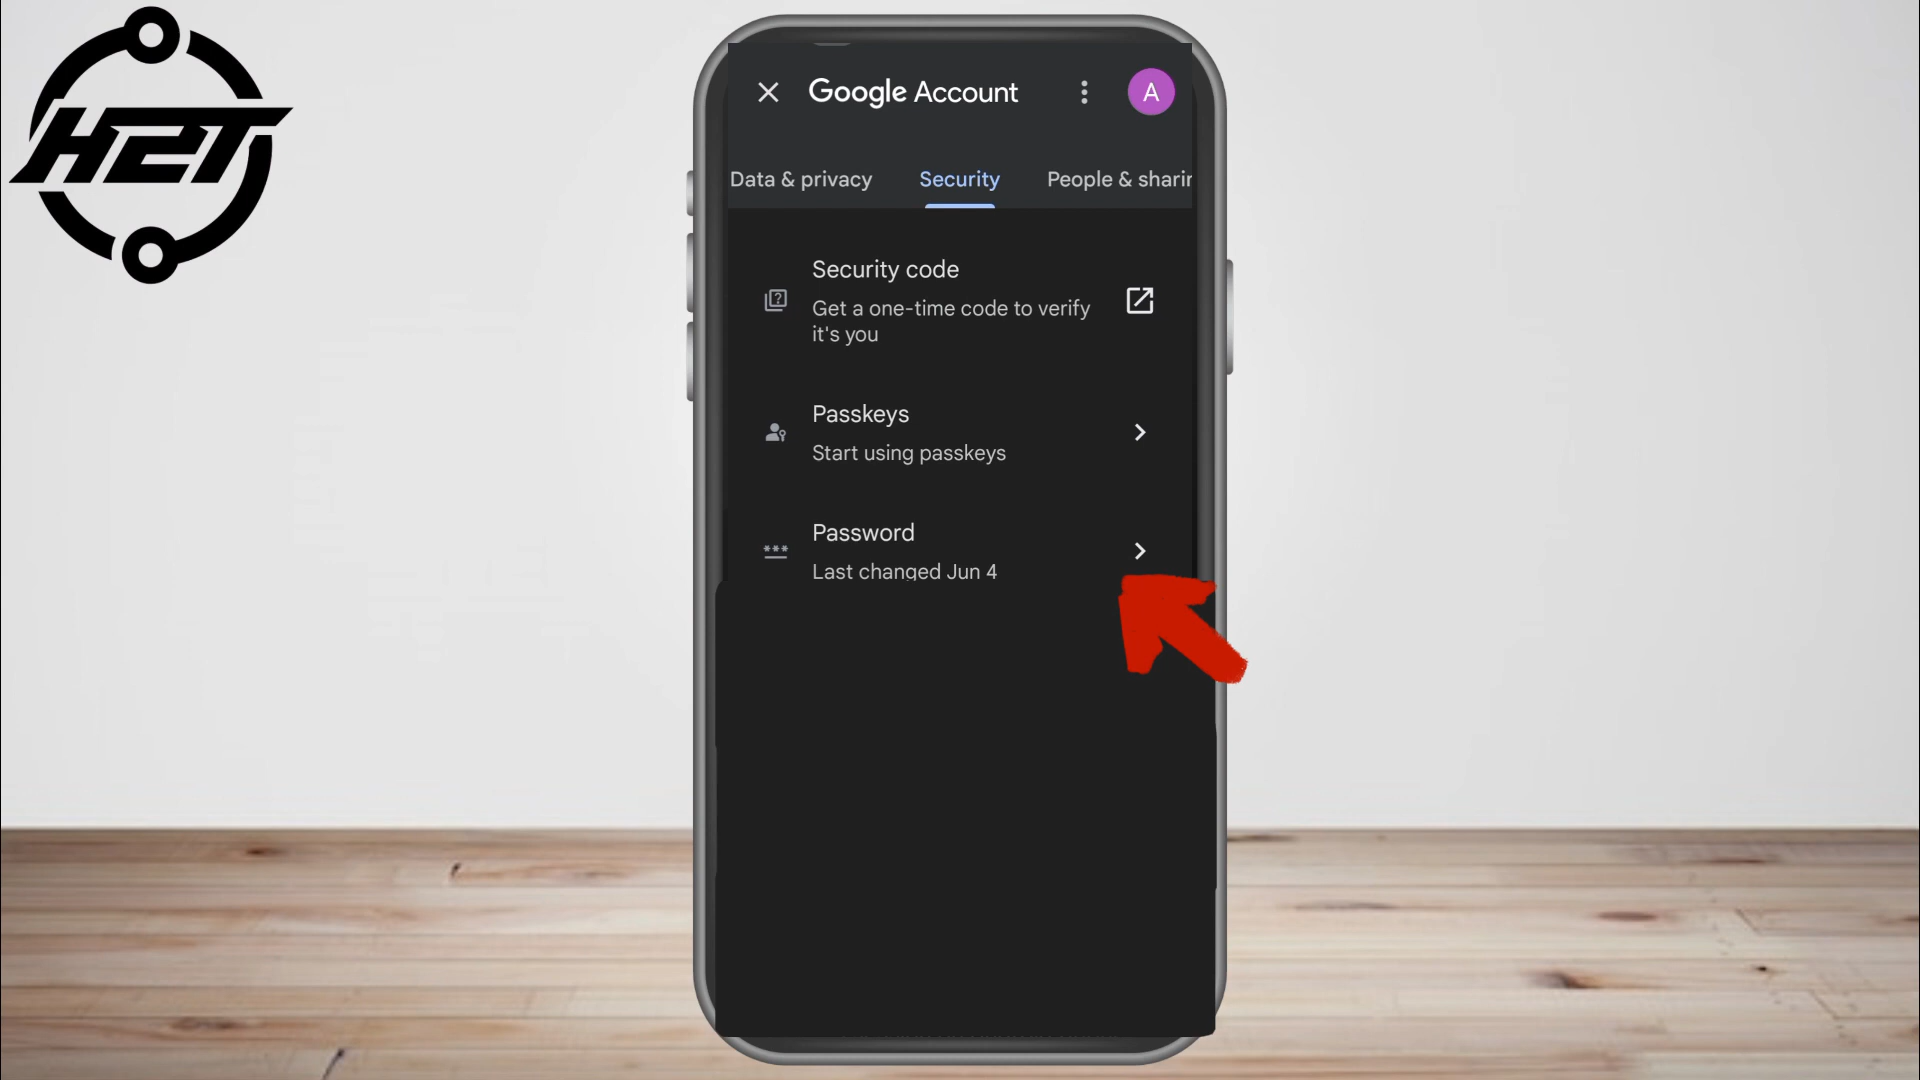 H2T
Google Account
A
Data & privacy Security People & sharin
Security code
Get a one-time code to verify
it's you
Passkeys
Start using passkeys
Password
Last changed Jun 4